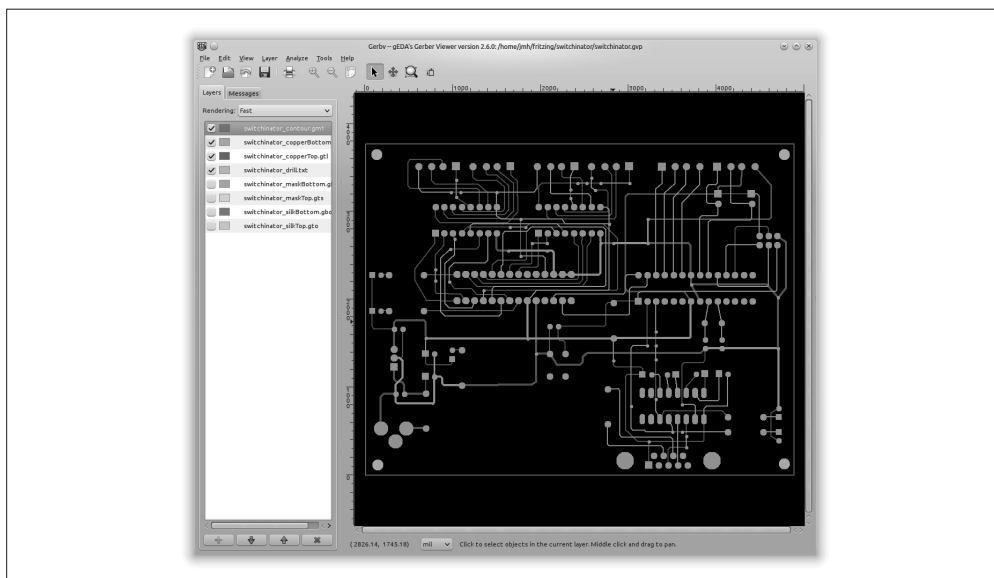 Gerbv -- gEDA's Gerber Viewer version 2.6.0: /home/jmh/fritzing/switchinator/switchinator.gvp
File Edit View Layer Analyze Tools Help
Layers Messages
Rendering: Fast
0 1000 2000 3000 4000
switchinator_contour.gm1
switchinator_copperBottom
switchinator_copperTop.gtl
switchinator_drill.txt
switchinator_maskBottom.g
switchinator_maskTop.gts
switchinator_silkBottom.gbo
switchinator_silkTop.gto
(2826.14, 1745.18) mil Click to select objects in the current layer. Middle click and drag to pan.